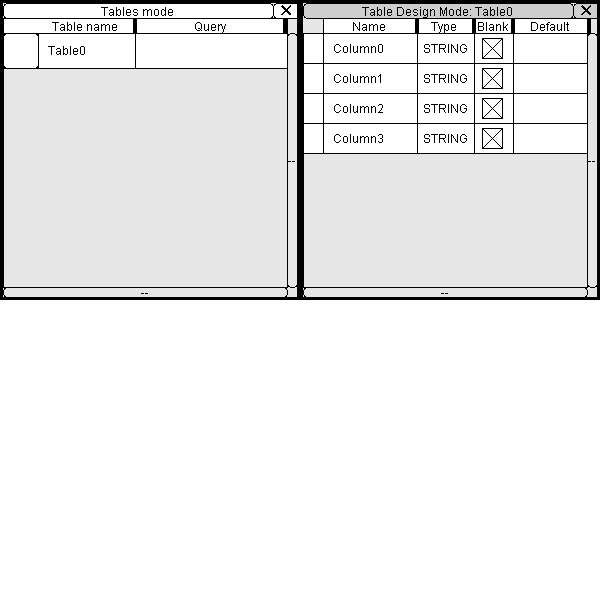 Tables mode
Table name Query
Table0
--
--
Table Design Mode: Table0
Name Type Blank Default
Column0 STRING
Column1 STRING
Column2 STRING
Column3 STRING
--
--